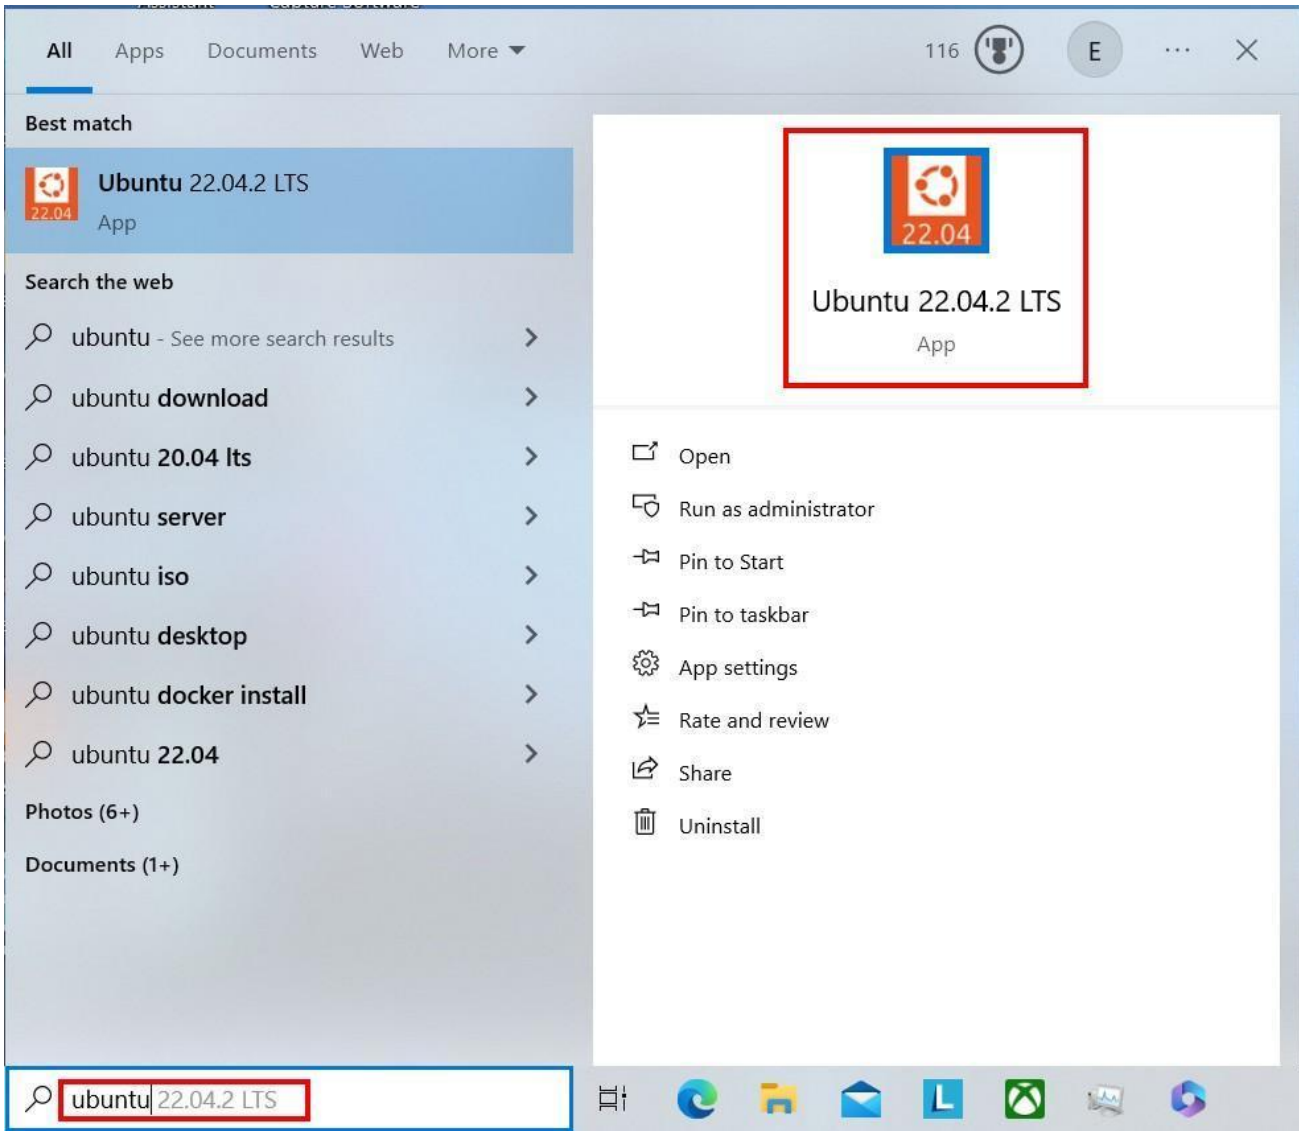 Assistant Capture Software
All Apps Documents Web More 116 E ...
Best match
Ubuntu 22.04.2 LTS
App
22.04
Search the web
ubuntu - See more search results
ubuntu download
ubuntu 20.04 lts
ubuntu server
ubuntu iso
ubuntu desktop
ubuntu docker install
ubuntu 22.04
Photos (6+)
Documents (1+)
22.04
Ubuntu 22.04.2 LTS
App
Open
Run as administrator
Pin to Start
Pin to taskbar
App settings
Rate and review
Share
Uninstall
ubuntu 22.04.2 LTS
L